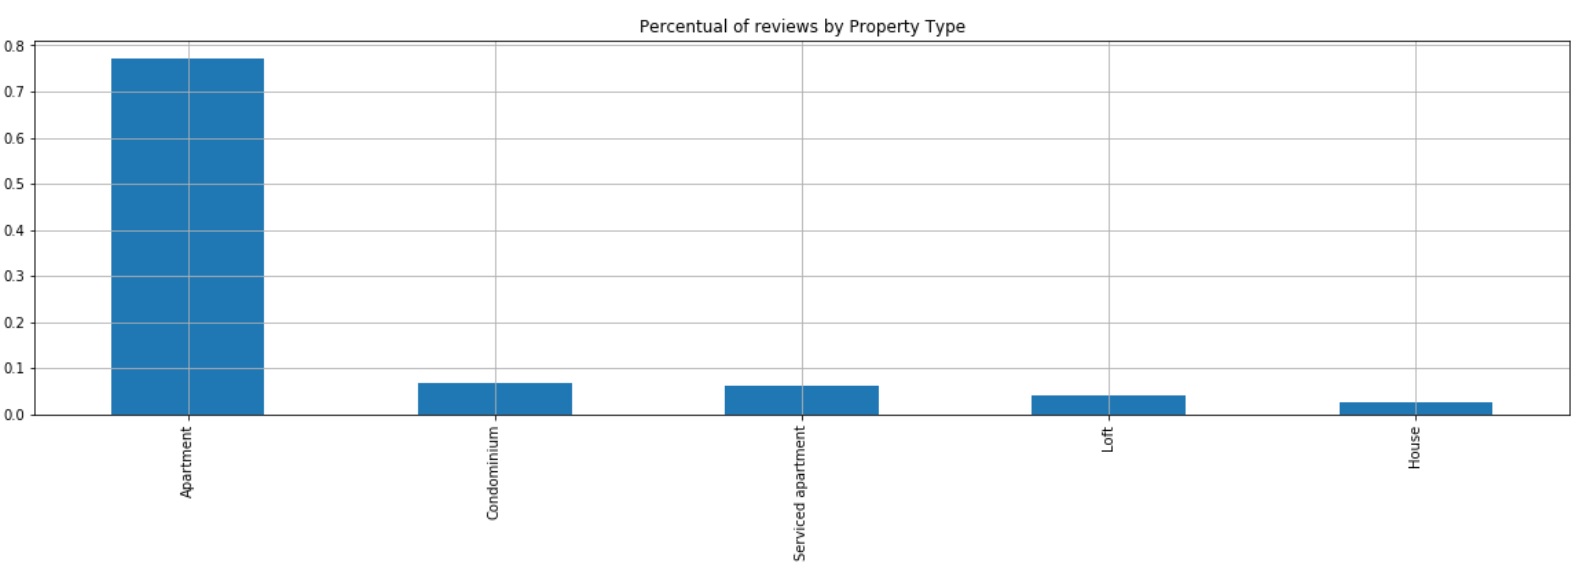 Percentual of reviews by Property Type
0.8
0.7
0.6
0.5
0.4
0.3
0.2
0.1
0.0
Apartment
Condominium
Serviced apartment
Loft
House